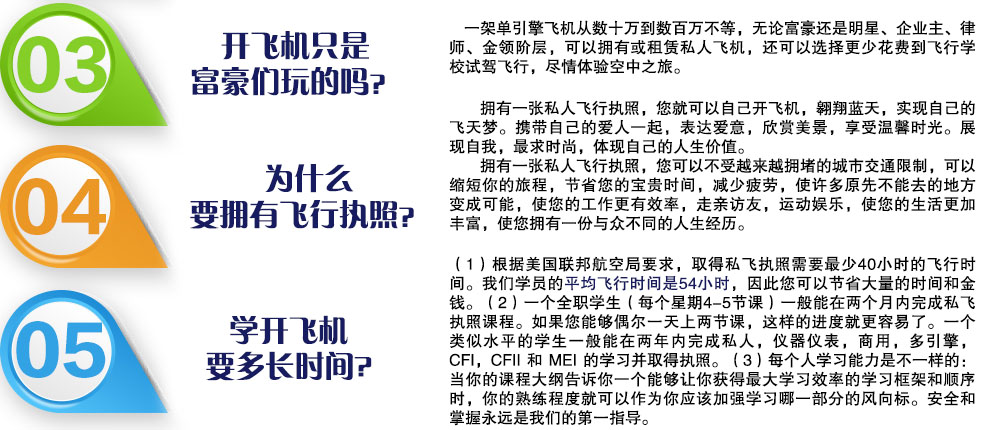 03
开飞机只是
富豪们玩的吗?
一架单引擎飞机从数十万到数百万不等，无论富豪还是明星、企业主、律
师、金领阶层，可以拥有或租赁私人飞机，还可以选择更少花费到飞行学
校试驾飞行，尽情体验空中之旅。
04
为什么
要拥有飞行执照?
拥有一张私人飞行执照，您就可以自己开飞机，翱翔蓝天，实现自己的
飞天梦。携带自己的爱人一起，表达爱意，欣赏美景，享受温馨时光。展
现自我，最求时尚，体现自己的人生价值。
拥有一张私人飞行执照，您可以不受越来越拥堵的城市交通限制，可以
缩短你的旅程，节省您的宝贵时间，减少疲劳，使许多原先不能去的地方
变成可能，使您的工作更有效率，走亲访友，运动娱乐，使您的生活更加
丰富，使您拥有一份与众不同的人生经历。
05
学开飞机
要多长时间?
（1）根据美国联邦航空局要求，取得私飞执照需要最少40小时的飞行时
间。我们学员的平均飞行时间是54小时，因此您可以节省大量的时间和金
钱。（2）一个全职学生（每个星期4-5节课）一般能在两个月内完成私飞
执照课程。如果您能够偶尔一天上两节课，这样的进度就更容易了。一个
类似水平的学生一般能在两年内完成私人，仪器仪表，商用，多引擎，
CFI，CFII 和 MEI 的学习并取得执照。（3）每个人学习能力是不一样的：
当你的课程大纲告诉你一个能够让你获得最大学习效率的学习框架和顺序
时，你的熟练程度就可以作为你应该加强学习哪一部分的风向标。安全和
掌握永远是我们的第一指导。